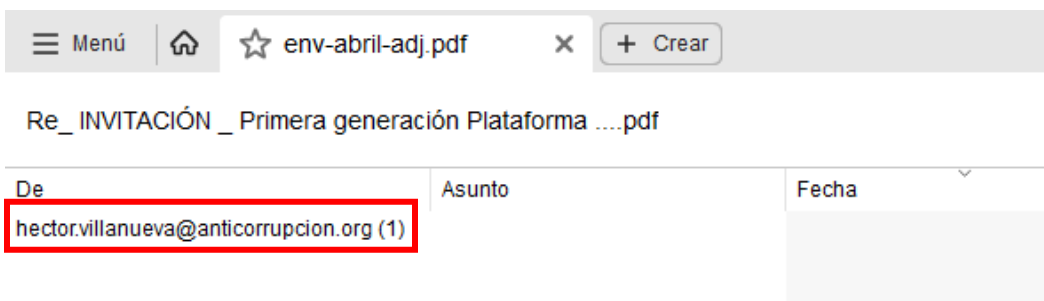 Menú env-abril-adj.pdf + Crear
Re_ INVITACIÓN _ Primera generación Plataforma ....pdf
De Asunto Fecha
hector.villanueva@anticorrupcion.org (1)